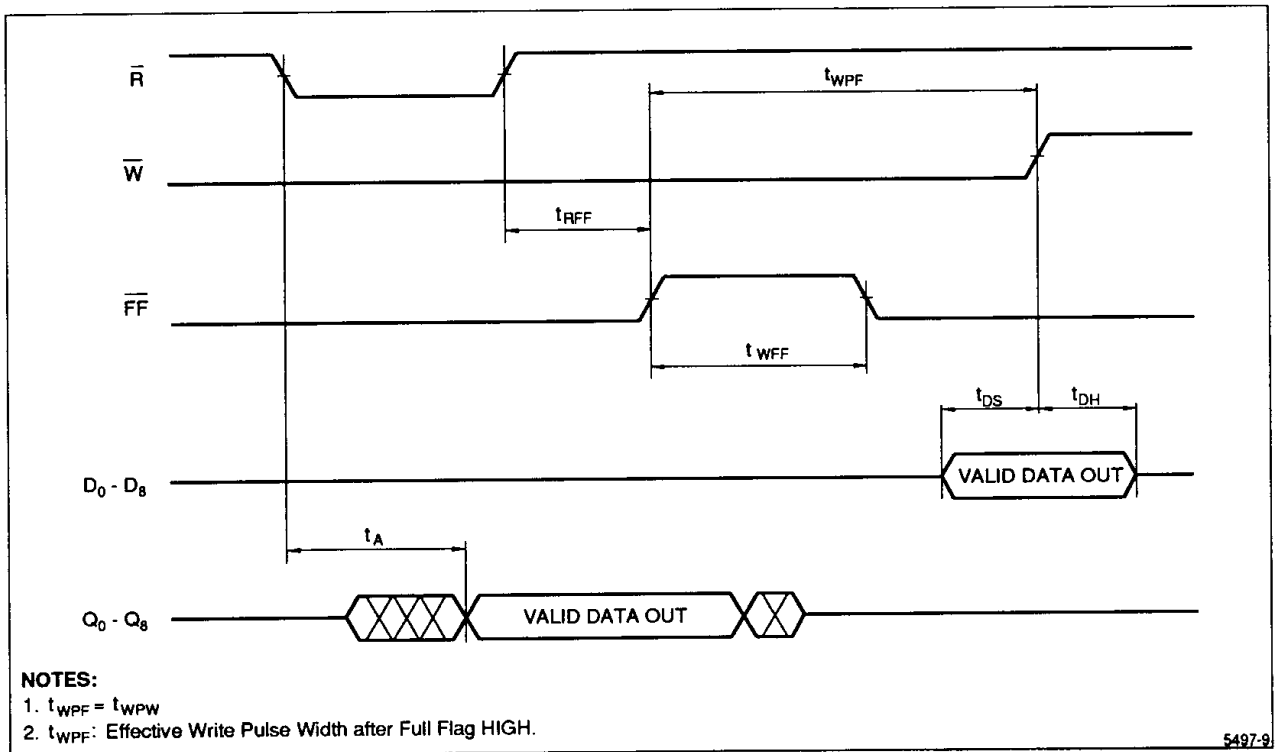 R̅
t_WPF
W̅
t_RFF
F̅F̅
t_WFF
t_DS
t_DH
D₀ - D₈
VALID DATA OUT
t_A
Q₀ - Q₈
VALID DATA OUT
NOTES:
1. t_WPF = t_WPW
2. t_WPF: Effective Write Pulse Width after Full Flag HIGH.
5497-9